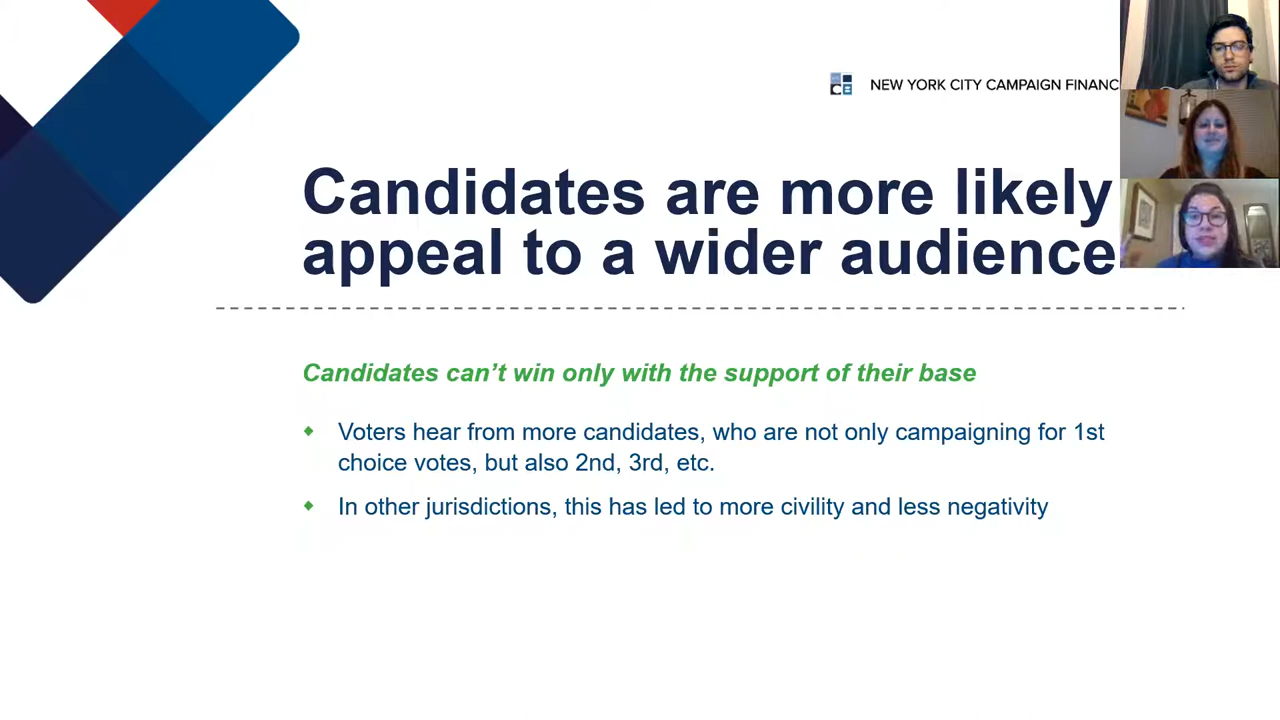 NEW YORK CITY CAMPAIGN FINANC
Candidates are more likely
appeal to a wider audience
Candidates can’t win only with the support of their base
Voters hear from more candidates, who are not only campaigning for 1st
choice votes, but also 2nd, 3rd, etc.
In other jurisdictions, this has led to more civility and less negativity